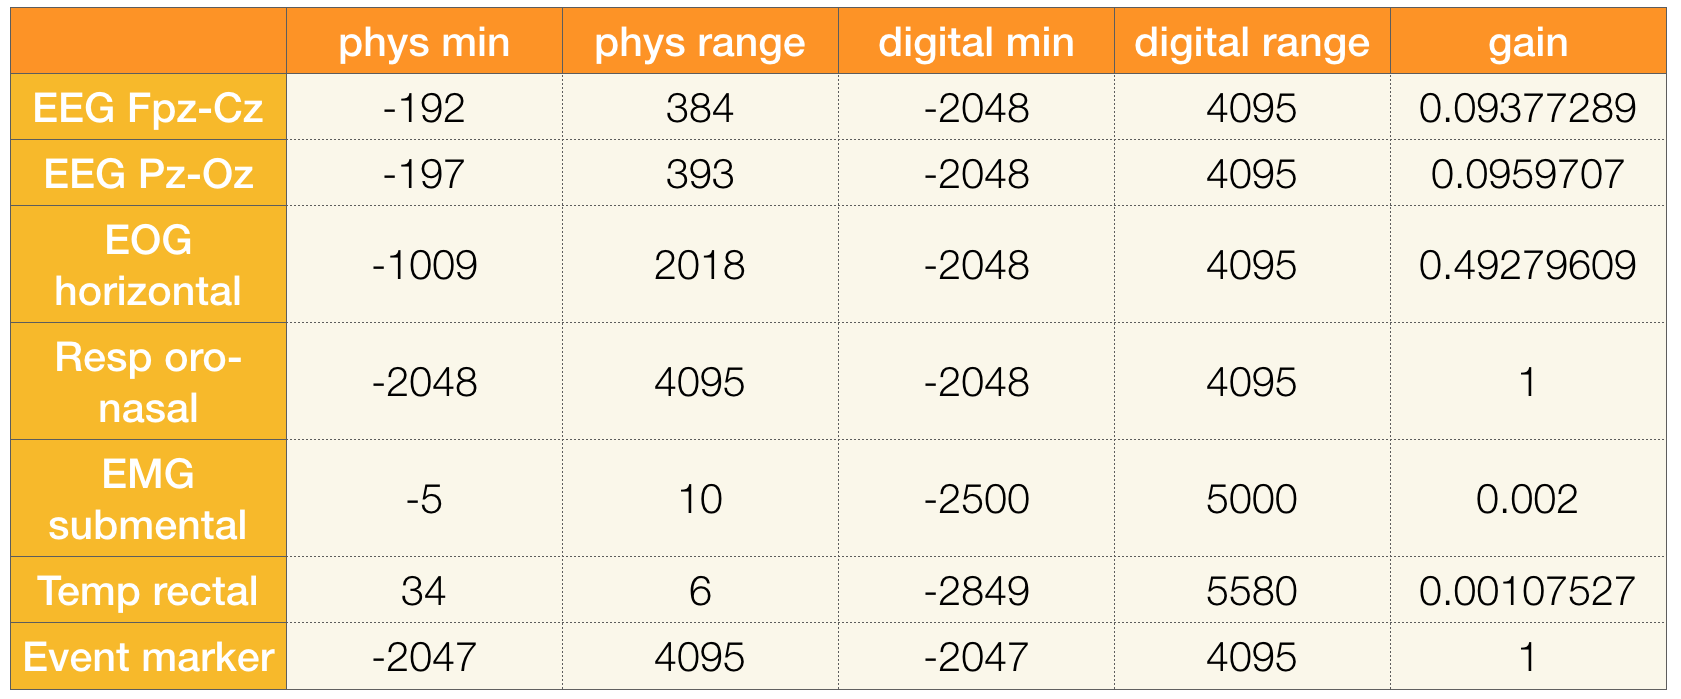 phys min phys range digital min digital range gain
EEG Fpz-Cz -192 384 -2048 4095 0.09377289
EEG Pz-Oz -197 393 -2048 4095 0.0959707
EOG
horizontal -1009 2018 -2048 4095 0.49279609
Resp oro-
nasal -2048 4095 -2048 4095 1
EMG
submental -5 10 -2500 5000 0.002
Temp rectal 34 6 -2849 5580 0.00107527
Event marker -2047 4095 -2047 4095 1